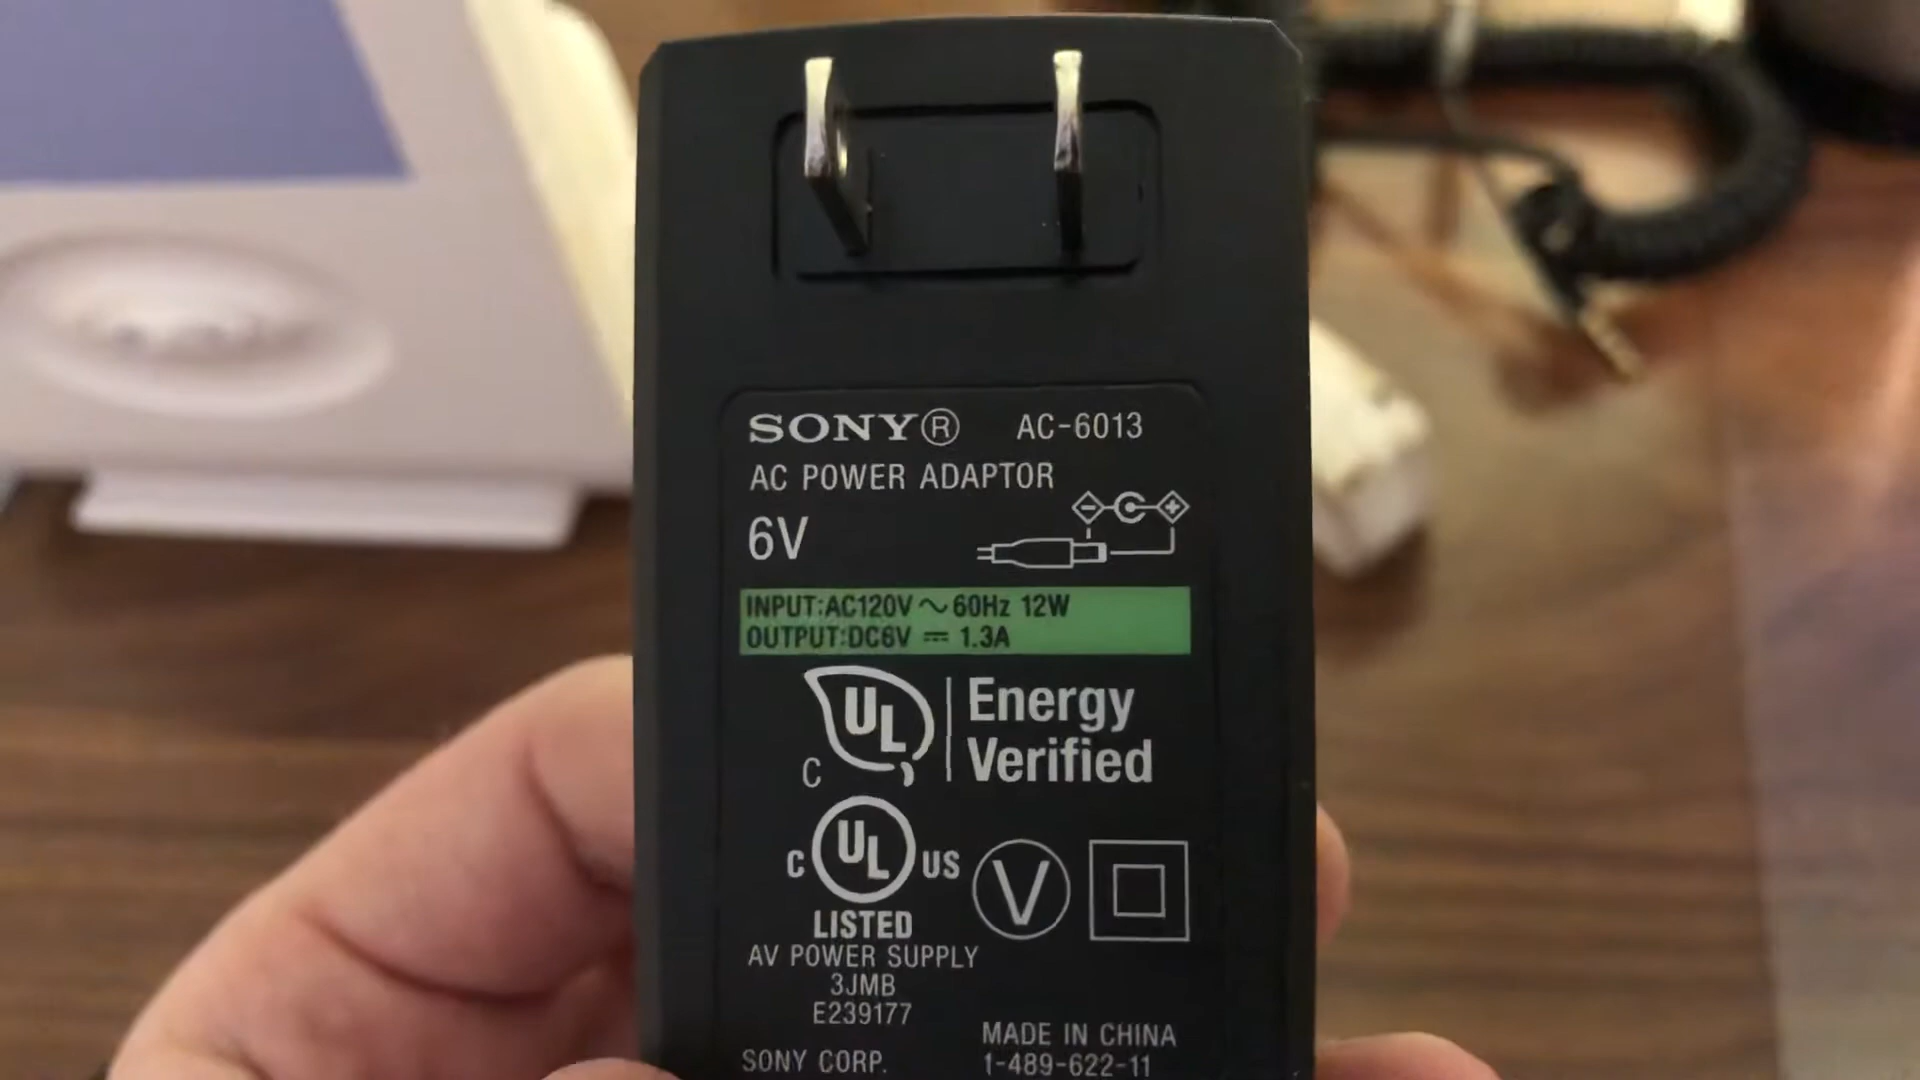 SONY® AC-6013
AC POWER ADAPTOR
6V
INPUT:AC120V ~ 60Hz 12W
OUTPUT:DC6V ⎓ 1.3A
C UL Energy
Verified
C UL US
LISTED
V
AV POWER SUPPLY
3JMB
E239177
MADE IN CHINA
SONY CORP. 1-489-622-11